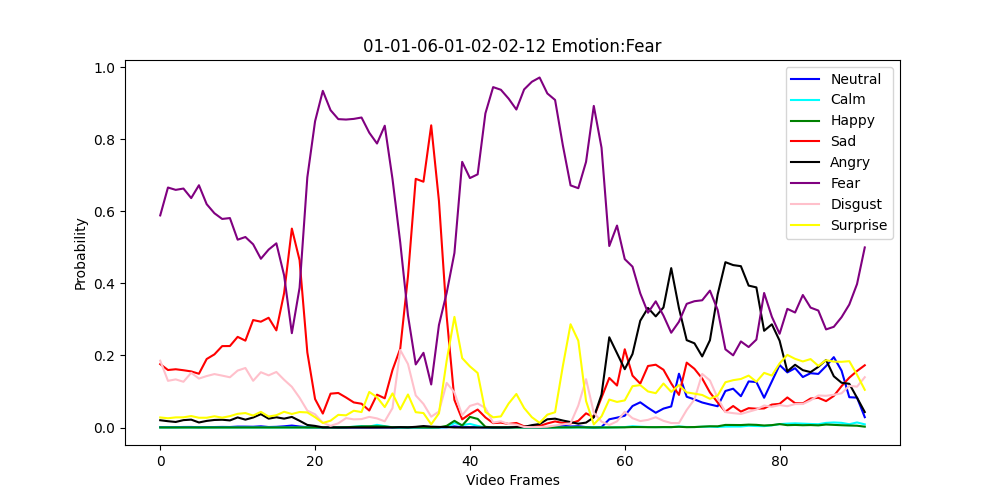 01-01-06-01-02-02-12 Emotion:Fear
1.0
0.8
0.6
0.4
0.2
0.0
Probability
0
20
40
60
80
Video Frames
Neutral
Calm
Happy
Sad
Angry
Fear
Disgust
Surprise